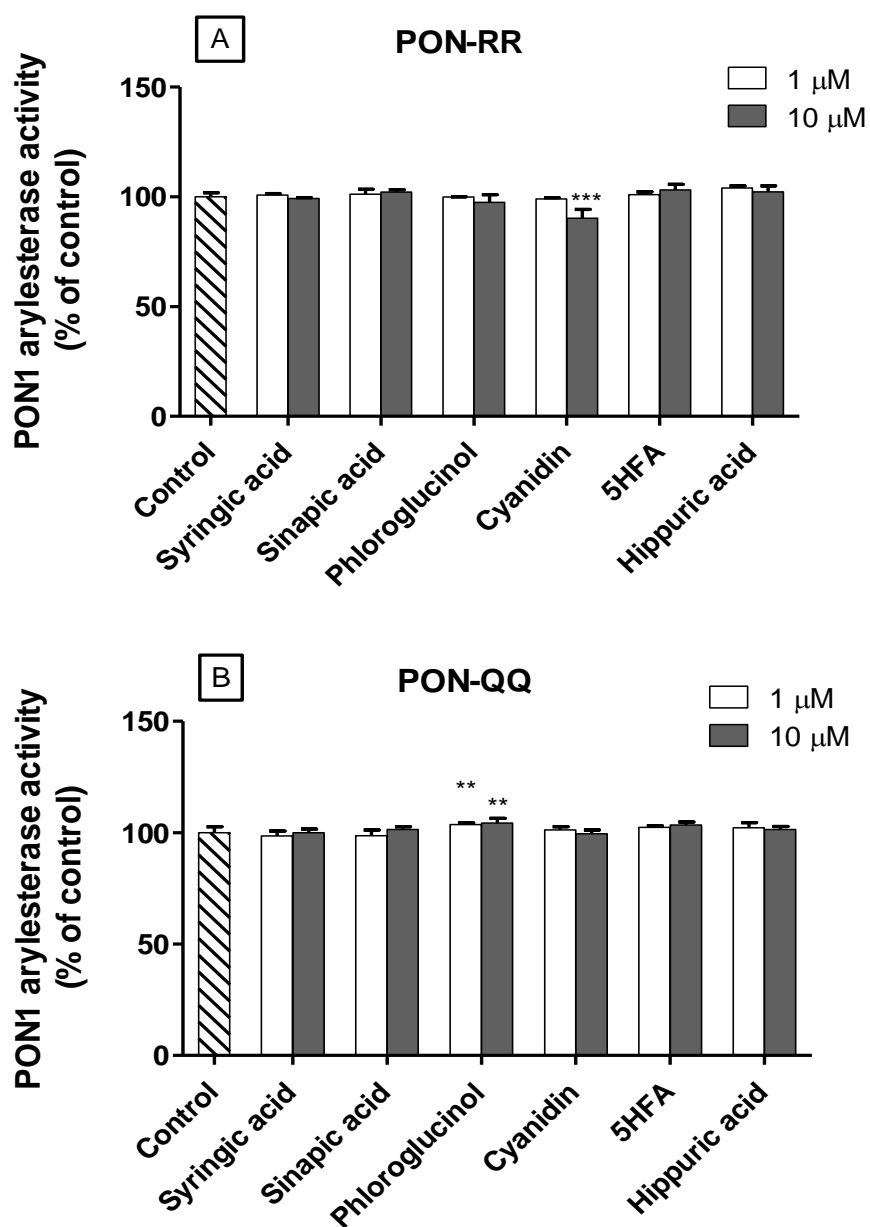 A
PON-RR
1 μM
10 μM
PON1 arylesterase activity
(% of control)
150
100
50
0
***
Control
Syringic acid
Sinapic acid
Phloroglucinol
Cyanidin
5HFA
Hippuric acid
B
PON-QQ
1 μM
10 μM
PON1 arylesterase activity
(% of control)
150
100
50
0
**
**
Control
Syringic acid
Sinapic acid
Phloroglucinol
Cyanidin
5HFA
Hippuric acid